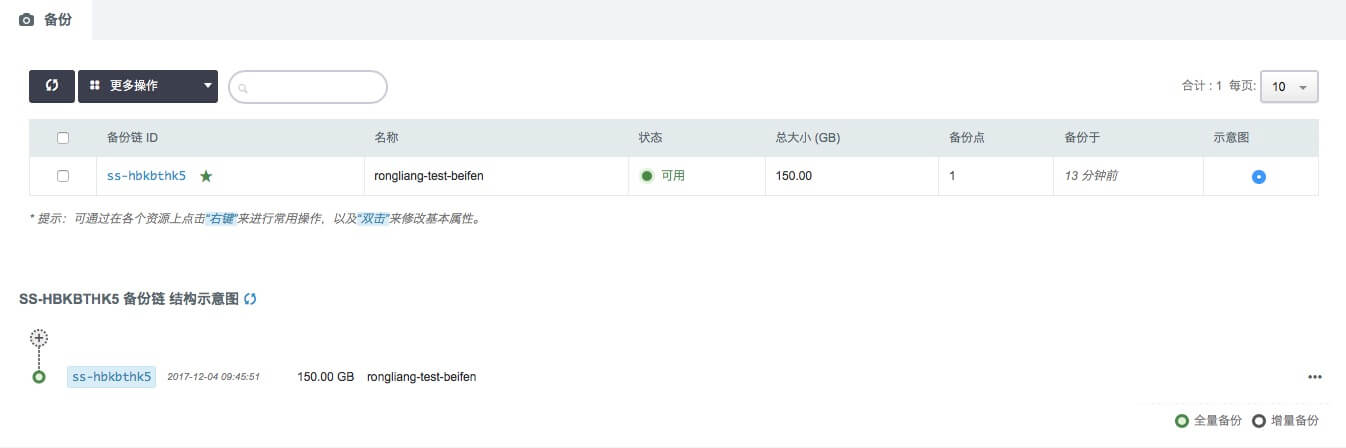 备份
更多操作
合计 : 1 每页: 10
备份链 ID 名称 状态 总大小 (GB) 备份点 备份于 示意图
ss-hbkbthk5 rongliang-test-beifen 可用 150.00 1 13 分钟前
* 提示：可通过在各个资源上点击“右键”来进行常用操作，以及“双击”来修改基本属性。
SS-HBKBTHK5 备份链 结构示意图
ss-hbkbthk5 2017-12-04 09:45:51 150.00 GB rongliang-test-beifen
全量备份 增量备份